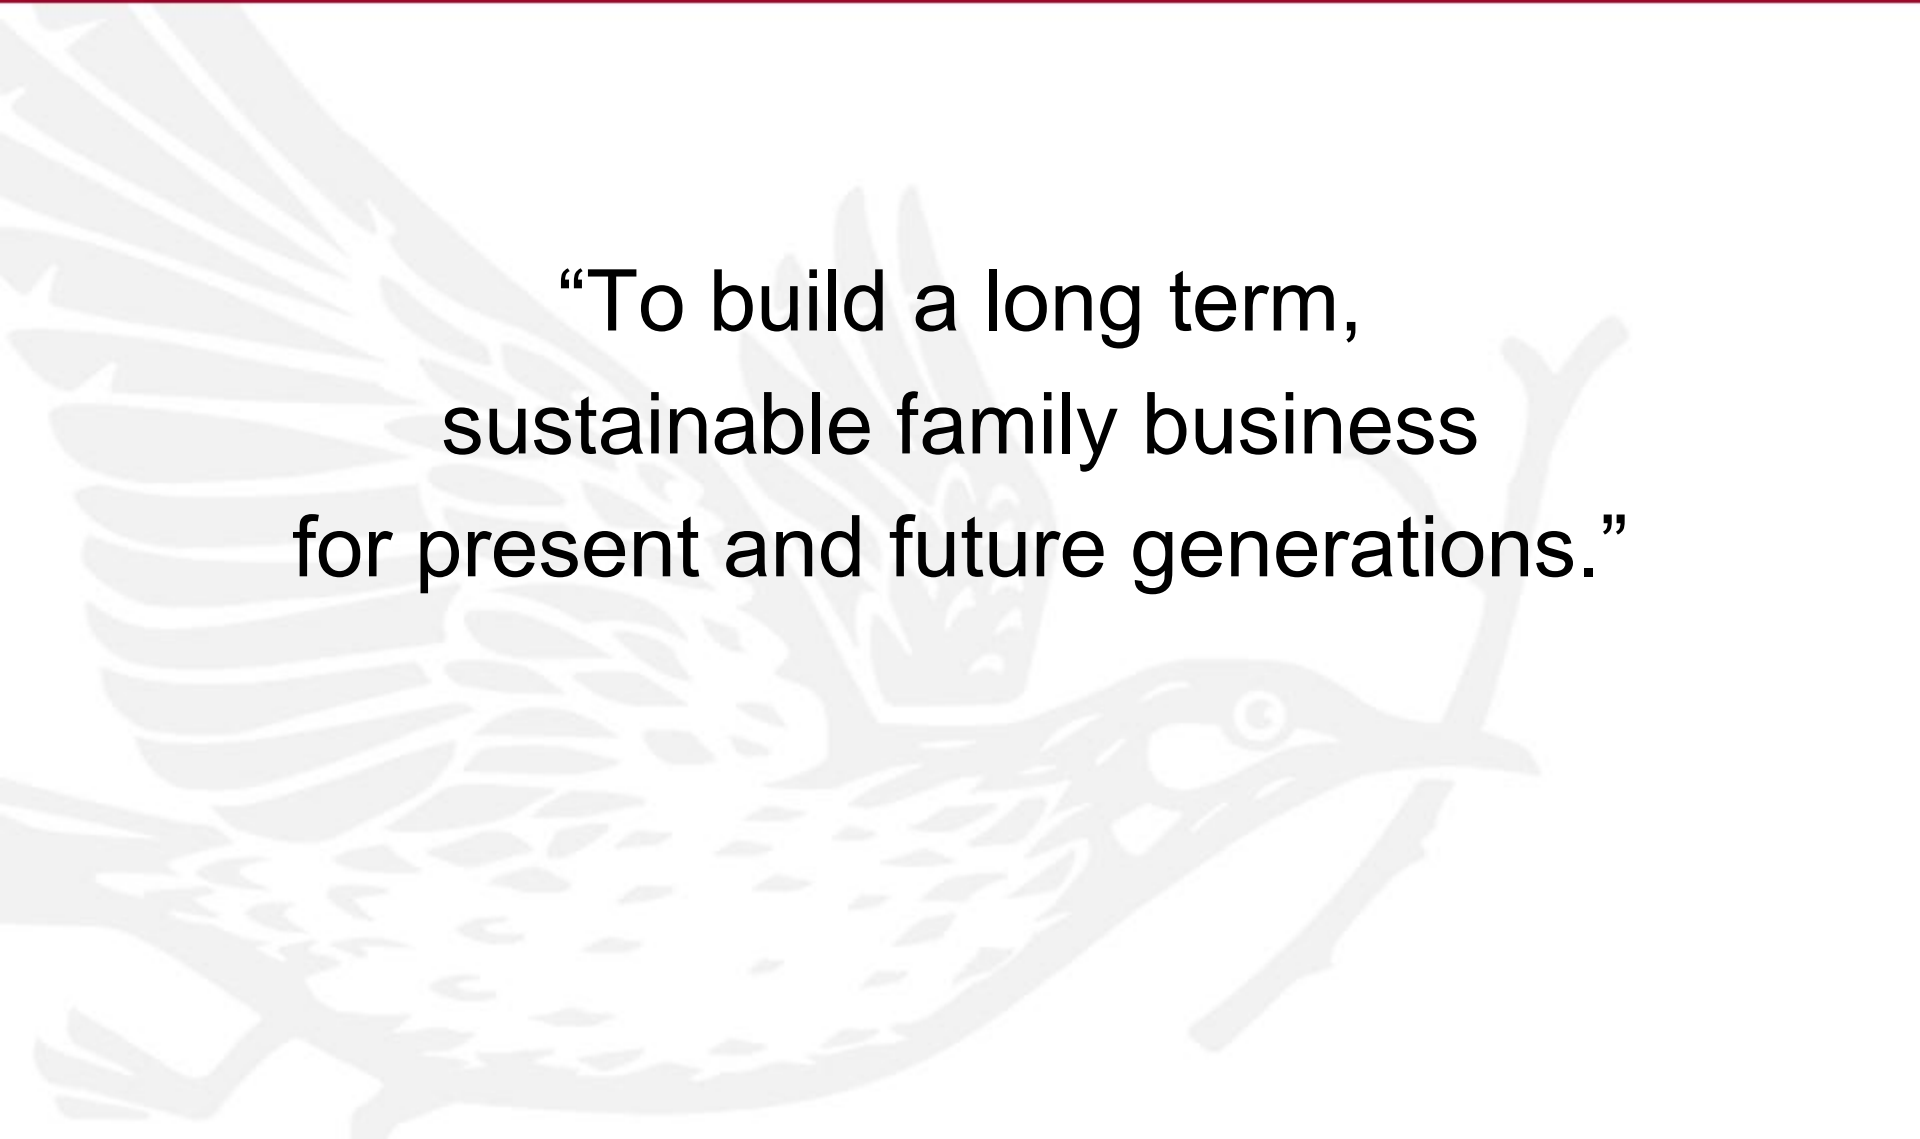 “To build a long term,
sustainable family business
for present and future generations.”